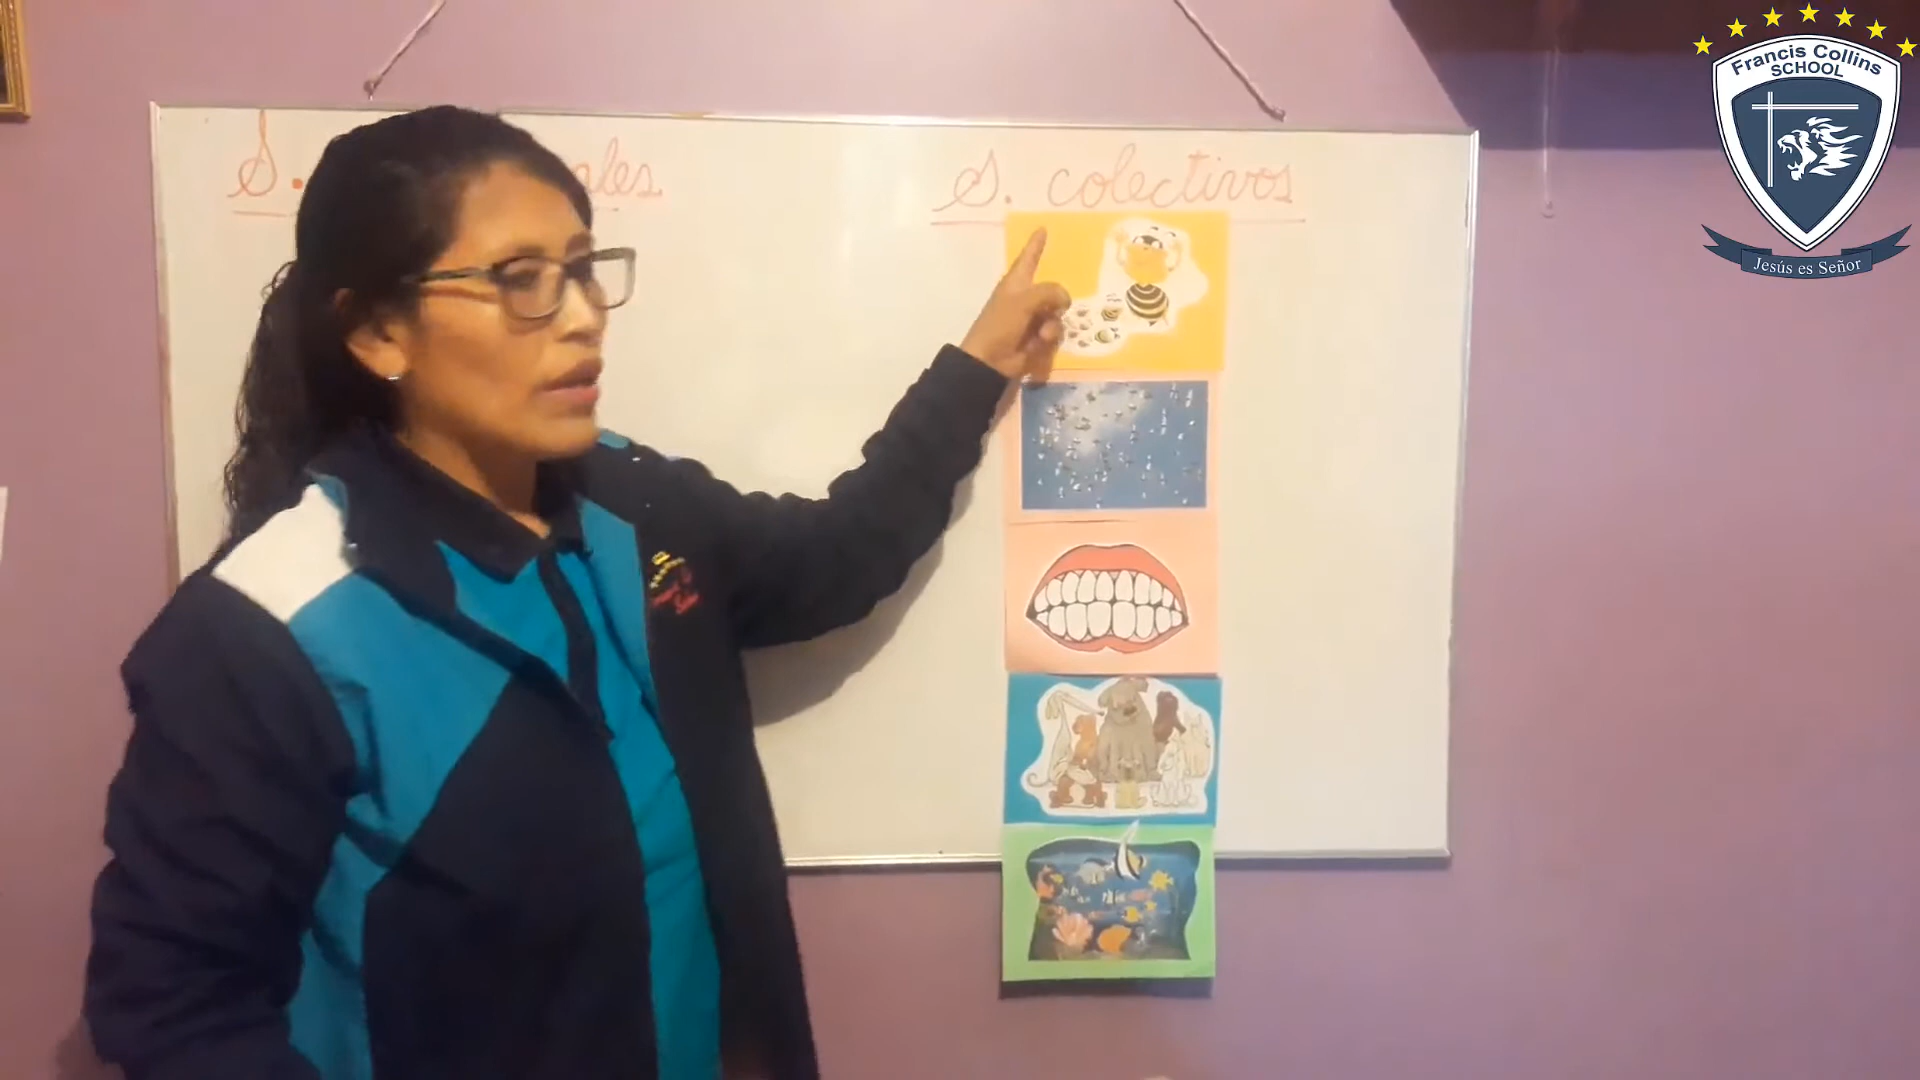 S.
S. colectivos
Francis Collins
SCHOOL
Jesús es Señor